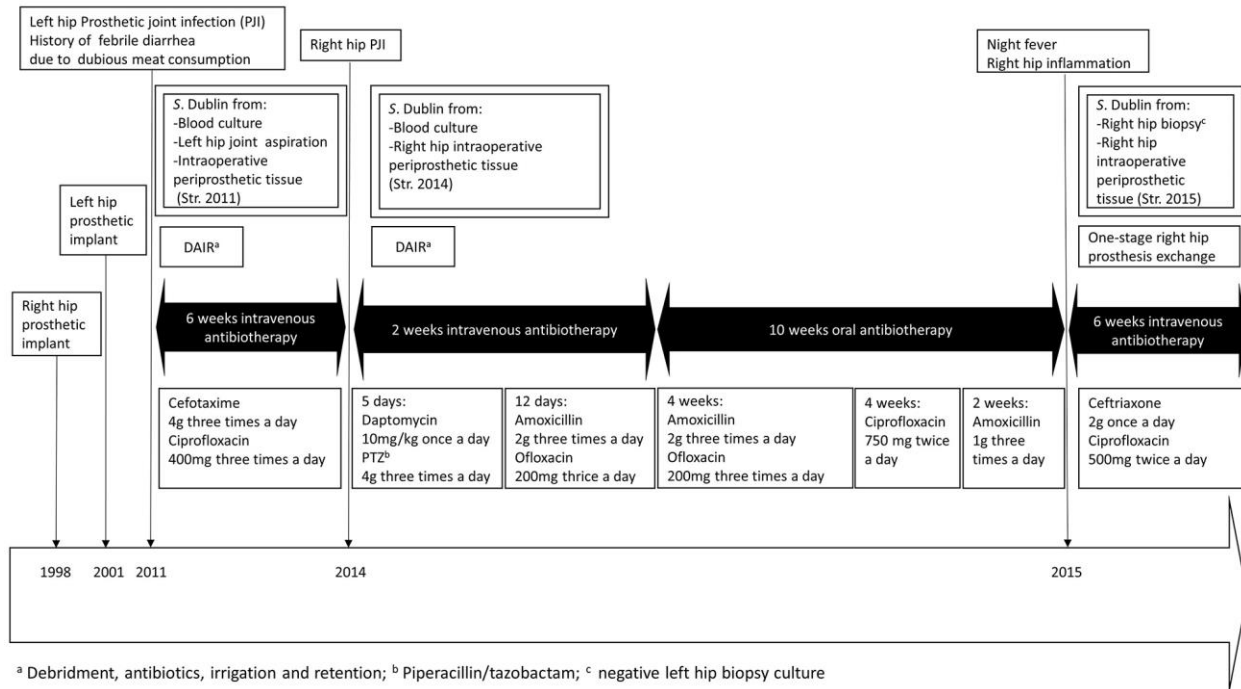 Left hip Prosthetic joint infection (PJI)
History of febrile diarrhea
due to dubious meat consumption
Right hip PJI
Night fever
Right hip inflammation
S. Dublin from:
-Blood culture
-Left hip joint aspiration
-Intraoperative
periprosthetic tissue
(Str. 2011)
S. Dublin from:
-Blood culture
-Right hip intraoperative
periprosthetic tissue
(Str. 2014)
S. Dublin from:
-Right hip biopsyᶜ
-Right hip
intraoperative
periprosthetic
tissue (Str. 2015)
Left hip
prosthetic
implant
DAIRᵃ
DAIRᵃ
One-stage right hip
prosthesis exchange
Right hip
prosthetic
implant
6 weeks intravenous
antibiotherapy
2 weeks intravenous antibiotherapy
10 weeks oral antibiotherapy
6 weeks intravenous
antibiotherapy
Cefotaxime
4g three times a day
Ciprofloxacin
400mg three times a day
5 days:
Daptomycin
10mg/kg once a day
PTZᵇ
4g three times a day
12 days:
Amoxicillin
2g three times a day
Ofloxacin
200mg thrice a day
4 weeks:
Amoxicillin
2g three times a day
Ofloxacin
200mg three times a day
4 weeks:
Ciprofloxacin
750 mg twice
a day
2 weeks:
Amoxicillin
1g three
times a day
Ceftriaxone
2g once a day
Ciprofloxacin
500mg twice a day
1998
2001
2011
2014
2015
ᵃ Debridment, antibiotics, irrigation and retention; ᵇ Piperacillin/tazobactam; ᶜ negative left hip biopsy culture